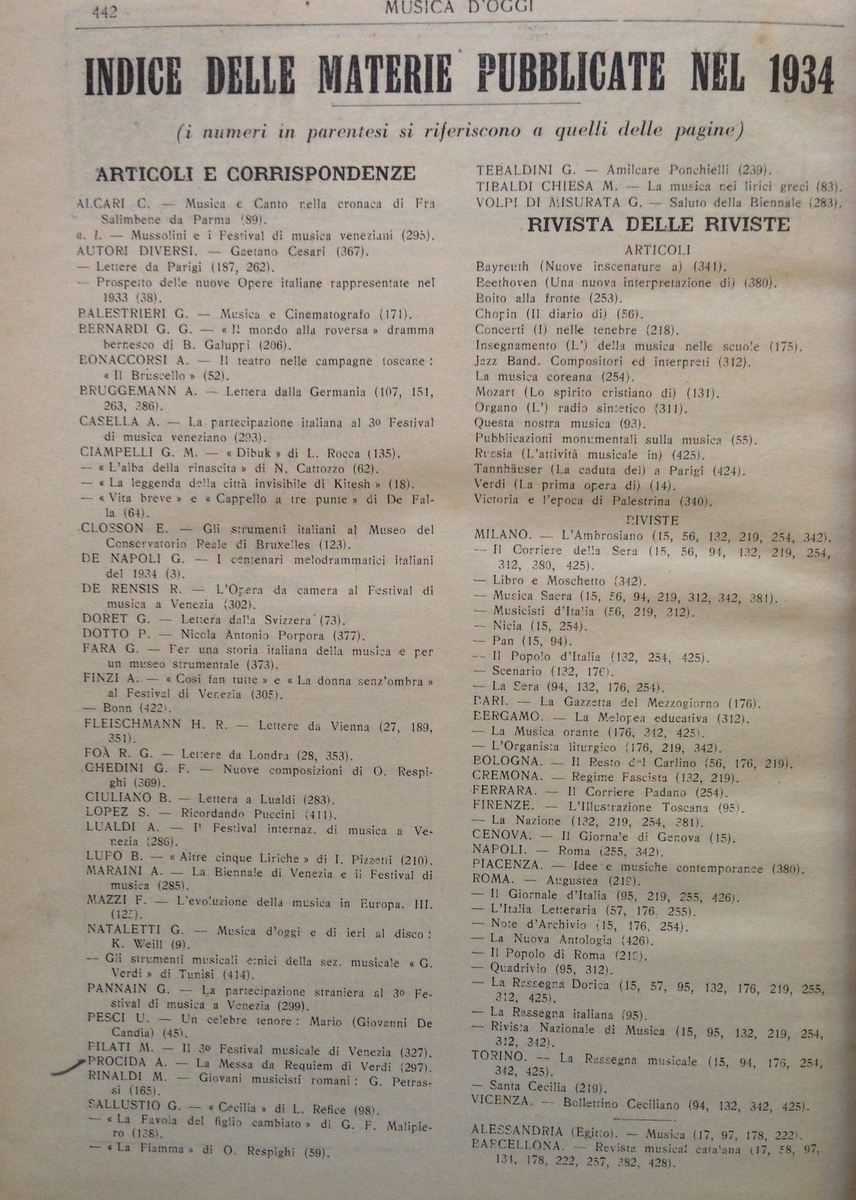 442
MUSICA D'OGGI
INDICE DELLE MATERIE PUBBLICATE NEL 1934
(i numeri in parentesi si riferiscono a quelli delle pagine)
ARTICOLI E CORRISPONDENZE
ALCARI C. — Musica e Canto nella cronaca di Fra
Salimbene da Parma (89).
a. l. — Mussolini e i Festival di musica veneziani (295).
AUTORI DIVERSI. — Gaetano Cesari (367).
— Lettere da Parigi (187, 262).
— Prospetto delle nuove Opere italiane rappresentate nel
1933 (38).
BALESTRIERI G. — Musica e Cinematografo (171).
BERNARDI G. G. — « Il mondo alla roversa » dramma
bernesco di B. Galuppi (206).
BONACCORSI A. — Il teatro nelle campagne toscane :
« Il Bruscello » (52).
BRUGGEMANN A. — Lettera dalla Germania (107, 151,
263, 386).
CASELLA A. — La partecipazione italiana al 3º Festival
di musica veneziano (293).
CIAMPELLI G. M. — « Dibuk » di L. Rocca (135).
— « L'alba della rinascita » di N. Cattozzo (62).
— « La leggenda della città invisibile di Kitesh » (18).
— « Vita breve » e « Cappello a tre punte » di De Fal-
la (64).
CLOSSON E. — Gli strumenti italiani al Museo del
Conservatorio Reale di Bruxelles (123).
DE NAPOLI G. — I centenari melodrammatici italiani
del 1934 (3).
DE RENSIS R. — L'Opera da camera al Festival di
musica a Venezia (302).
DORET G. — Lettera dalla Svizzera (73).
DOTTO P. — Nicola Antonio Porpora (377).
FARA G. — Per una storia italiana della musica e per
un museo strumentale (373).
FINZI A. — « Così fan tutte » e « La donna senz'ombra »
al Festival di Venezia (305).
— Bonn (422).
FLEISCHMANN H. R. — Lettere da Vienna (27, 189,
351).
FOÀ R. G. — Lettere da Londra (28, 353).
GHEDINI G. F. — Nuove composizioni di O. Respi-
ghi (369).
GIULIANO B. — Lettera a Lualdi (283).
LOPEZ S. — Ricordando Puccini (411).
LUALDI A. — Iº Festival internaz. di musica a Ve-
nezia (286).
LUPO B. — « Altre cinque Liriche » di I. Pizzetti (210).
MARAINI A. — La Biennale di Venezia e il Festival di
musica (285).
MAZZI F. — L'evoluzione della musica in Europa. III.
NATALETTI G. — Musica d'oggi e di ieri al disco :
K. Weill (9).
— Gli strumenti musicali etnici della sez. musicale « G.
Verdi » di Tunisi (414).
PANNAIN G. — La partecipazione straniera al 3º Fe-
stival di musica a Venezia (299).
PESCI U. — Un celebre tenore : Mario (Giovanni De
Candia) (45).
PILATI M. — Il 3º Festival musicale di Venezia (327).
PROCIDA A. — La Messa da Requiem di Verdi (297).
RINALDI M. — Giovani musicisti romani : G. Petras-
si (165).
SALLUSTIO G. — « Cecilia » di L. Refice (98).
— « La Favola del figlio cambiato » di G. F. Malipie-
ro (138).
— « La Fiamma » di O. Respighi (59).
TEBALDINI G. — Amilcare Ponchielli (239).
TIBALDI CHIESA M. — La musica nei lirici greci (83).
VOLPI DI MISURATA G. — Saluto della Biennale (283).
RIVISTA DELLE RIVISTE
ARTICOLI
Bayreuth (Nuove inscenature a) (341).
Beethoven (Una nuova interpretazione di) (380).
Boito alla fronte (253).
Chopin (Il diario di) (56).
Concerti (I) nelle tenebre (218).
Insegnamento (L') della musica nelle scuole (175).
Jazz Band. Compositori ed interpreti (312).
La musica coreana (254).
Mozart (Lo spirito cristiano di) (131).
Organo (L') radio sintetico (311).
Questa nostra musica (93).
Pubblicazioni monumentali sulla musica (55).
Russia (L'attività musicale in) (425).
Tannhäuser (La caduta del) a Parigi (424).
Verdi (La prima opera di) (14).
Victoria e l'epoca di Palestrina (340).
RIVISTE
MILANO. — L'Ambrosiano (15, 56, 132, 219, 254, 342).
— Il Corriere della Sera (15, 56, 94, 132, 219, 254,
312, 380, 425).
— Libro e Moschetto (342).
— Musica Sacra (15, 56, 94, 219, 312, 342, 381).
— Musicisti d'Italia (56, 219, 312).
— Nicia (15, 254).
— Pan (15, 94).
— Il Popolo d'Italia (132, 254, 425).
— Scenario (132, 176).
— La Sera (94, 132, 176, 254).
BARI. — La Gazzetta del Mezzogiorno (176).
BERGAMO. — La Melopea educativa (312).
— La Musica orante (176, 342, 425).
— L'Organista liturgico (176, 219, 342).
BOLOGNA. — Il Resto del Carlino (56, 176, 219).
CREMONA. — Regime Fascista (132, 219).
FERRARA. — Il Corriere Padano (254).
FIRENZE. — L'Illustrazione Toscana (95).
— La Nazione (132, 219, 254, 381).
GENOVA. — Il Giornale di Genova (15).
NAPOLI. — Roma (255, 342).
PIACENZA. — Idee e musiche contemporanee (380).
ROMA. — Augustea (219).
— Il Giornale d'Italia (95, 219, 255, 426).
— L'Italia Letteraria (57, 176, 255).
— Note d'Archivio (15, 176, 254).
— La Nuova Antologia (426).
— Il Popolo di Roma (219).
— Quadrivio (95, 312).
— La Rassegna Dorica (15, 57, 95, 132, 176, 219, 255,
312, 425).
— La Rassegna italiana (95).
— Rivista Nazionale di Musica (15, 95, 132, 219, 254,
312, 342).
TORINO. — La Rassegna musicale (15, 94, 176, 254,
342, 425).
— Santa Cecilia (219).
VICENZA. — Bollettino Ceciliano (94, 132, 342, 425).
ALESSANDRIA (Egitto). — Musica (17, 97, 178, 222).
BARCELLONA. — Revista musical catalana (17, 58, 97,
134, 178, 222, 257, 382, 428).